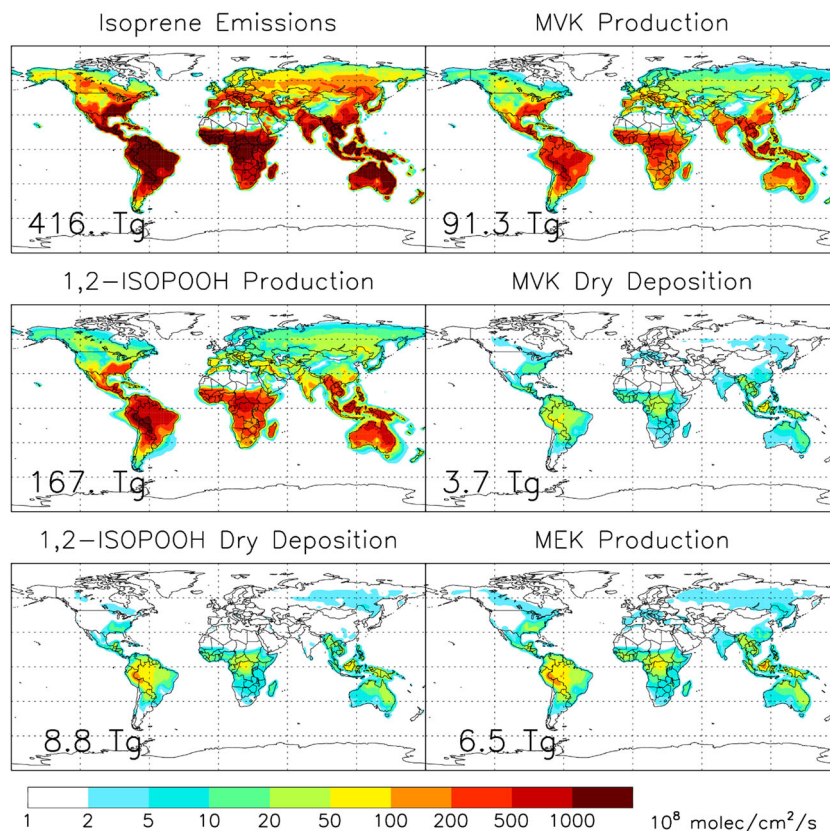 Isoprene Emissions
MVK Production
416. Tg
91.3 Tg
1,2-ISOPOOH Production
MVK Dry Deposition
167. Tg
3.7 Tg
1,2-ISOPOOH Dry Deposition
MEK Production
8.8 Tg
6.5 Tg
1 2 5 10 20 50 100 200 500 1000 10⁸ molec/cm²/s